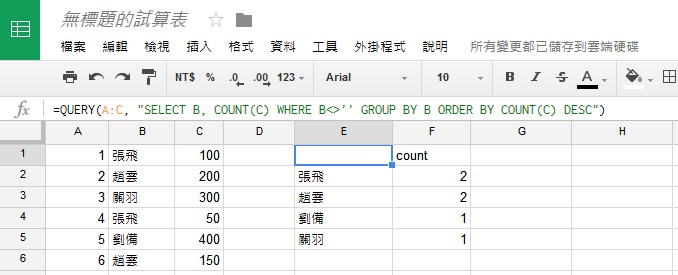 無標題的試算表
檔案 編輯 檢視 插入 格式 資料 工具 外掛程式 說明 所有變更都已儲存到雲端硬碟
NT$ % .0 .00 123 Arial 10 B I S A
fx =QUERY(A:C, "SELECT B, COUNT(C) WHERE B<>'' GROUP BY B ORDER BY COUNT(C) DESC")
A B C D E F G H
1 1 張飛 100 count
2 2 趙雲 200 張飛 2
3 3 關羽 300 趙雲 2
4 4 張飛 50 劉備 1
5 5 劉備 400 關羽 1
6 6 趙雲 150